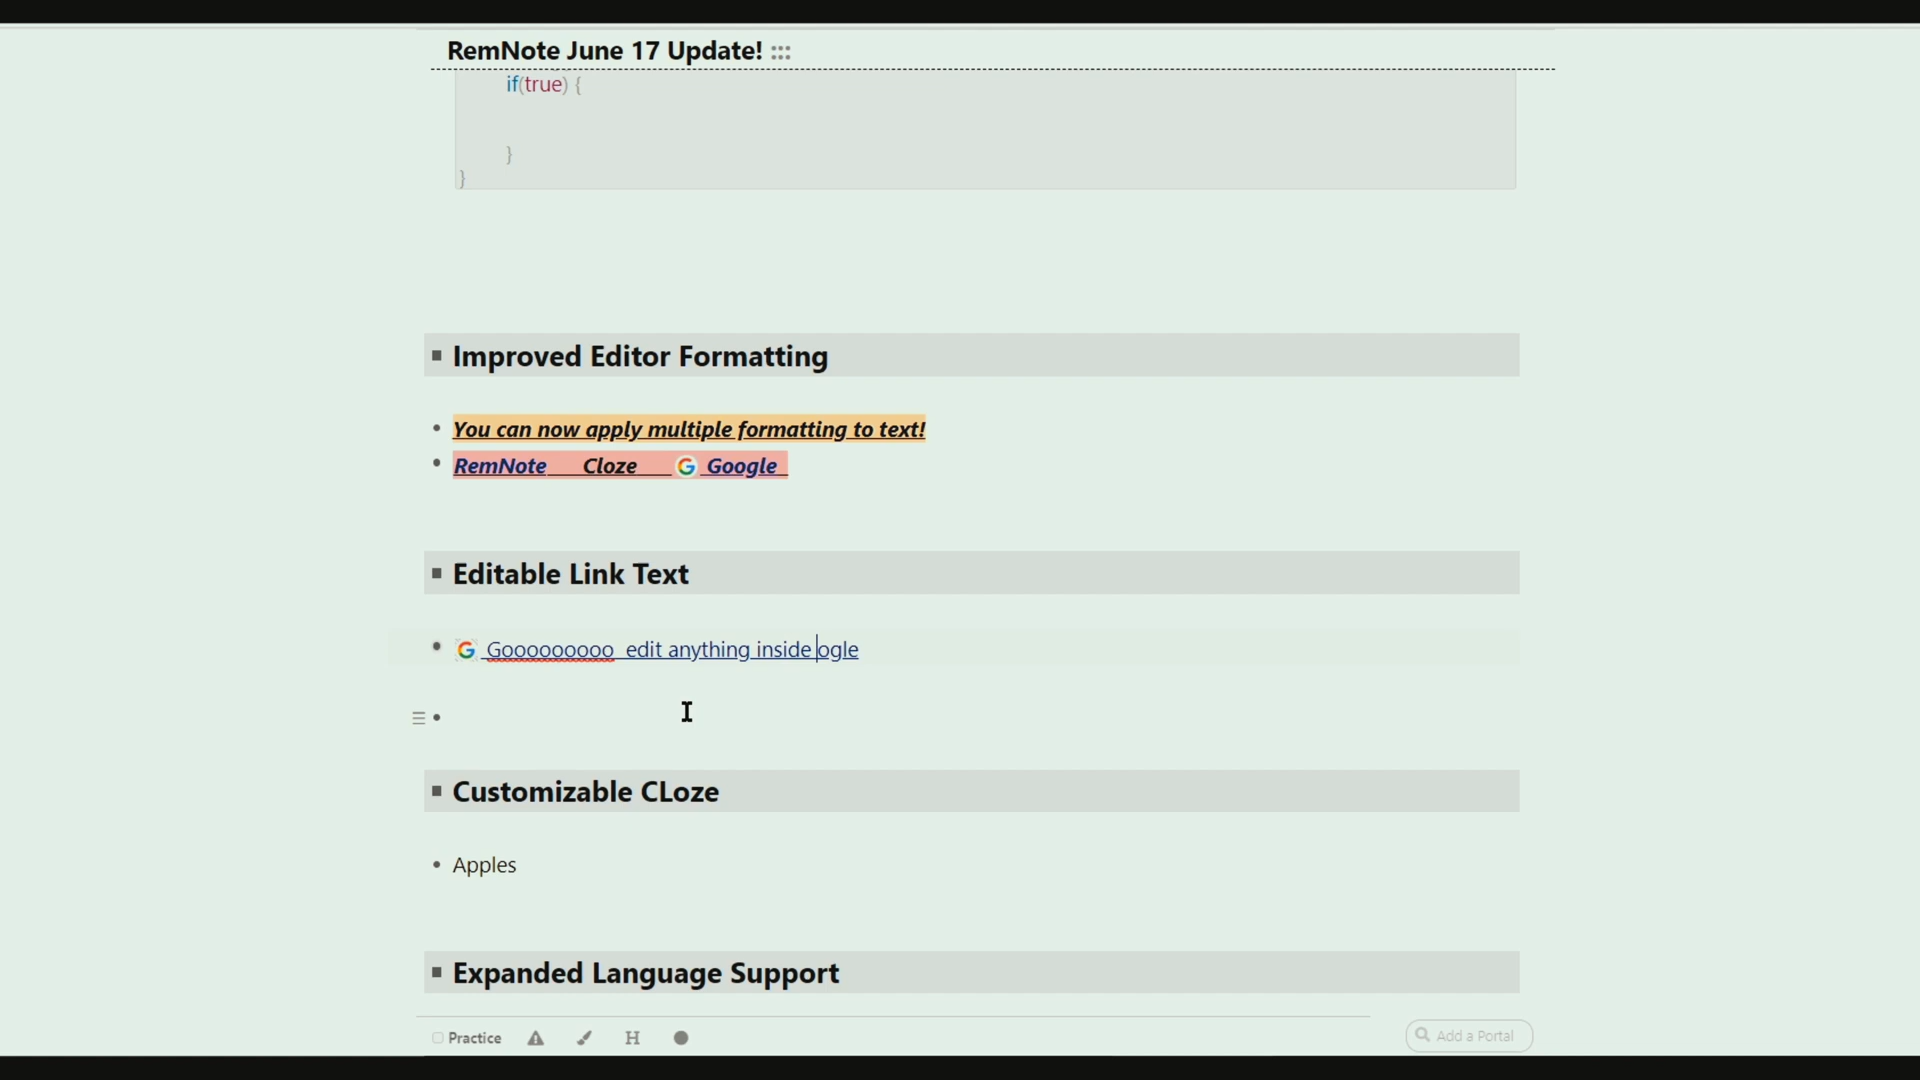 RemNote June 17 Update!
if(true) {
}
}
Improved Editor Formatting
You can now apply multiple formatting to text!
RemNote Cloze Google
Editable Link Text
Gooooooooo edit anything inside ogle
Customizable CLoze
Apples
Expanded Language Support
Practice H Add a Portal